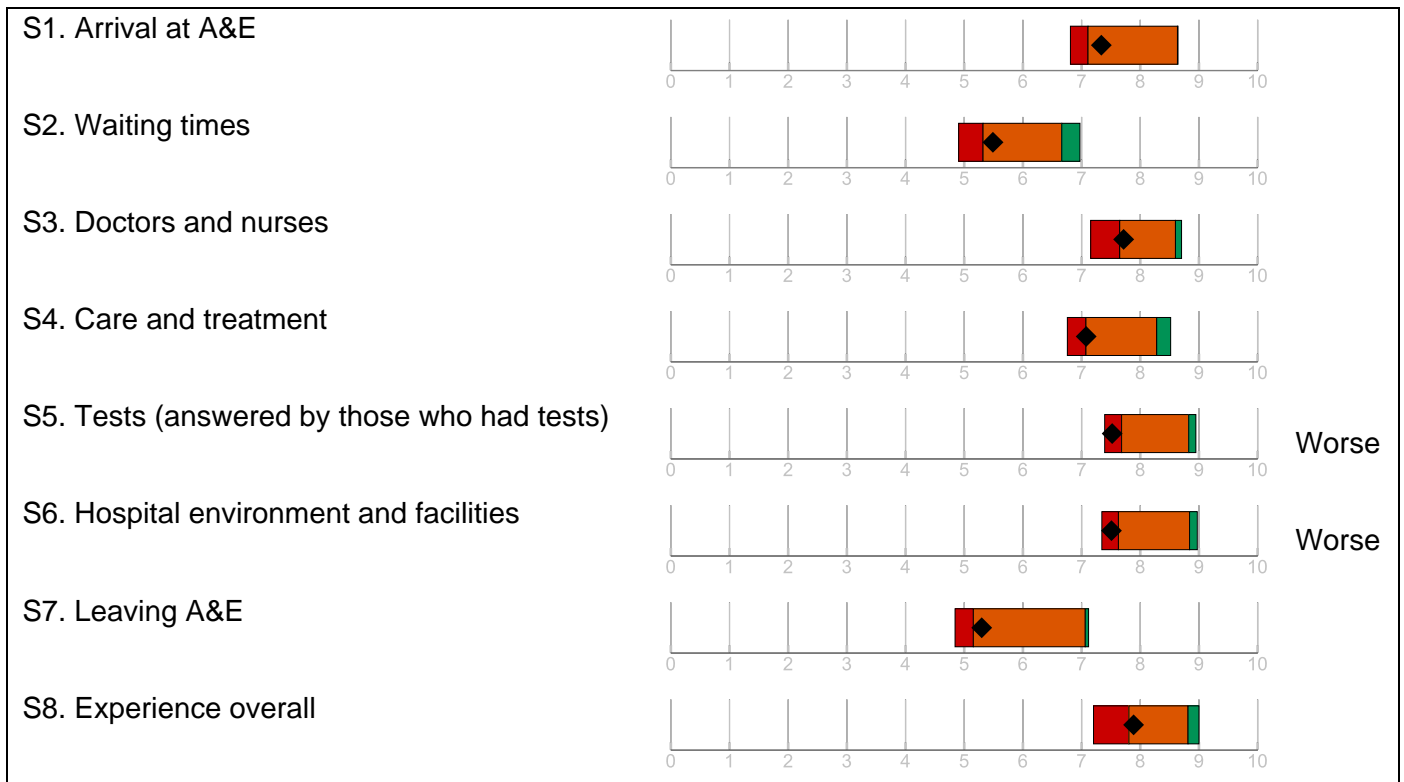 S1. Arrival at A&E
0 1 2 3 4 5 6 7 8 9 10
S2. Waiting times
0 1 2 3 4 5 6 7 8 9 10
S3. Doctors and nurses
0 1 2 3 4 5 6 7 8 9 10
S4. Care and treatment
0 1 2 3 4 5 6 7 8 9 10
S5. Tests (answered by those who had tests)
Worse
0 1 2 3 4 5 6 7 8 9 10
S6. Hospital environment and facilities
Worse
0 1 2 3 4 5 6 7 8 9 10
S7. Leaving A&E
0 1 2 3 4 5 6 7 8 9 10
S8. Experience overall
0 1 2 3 4 5 6 7 8 9 10